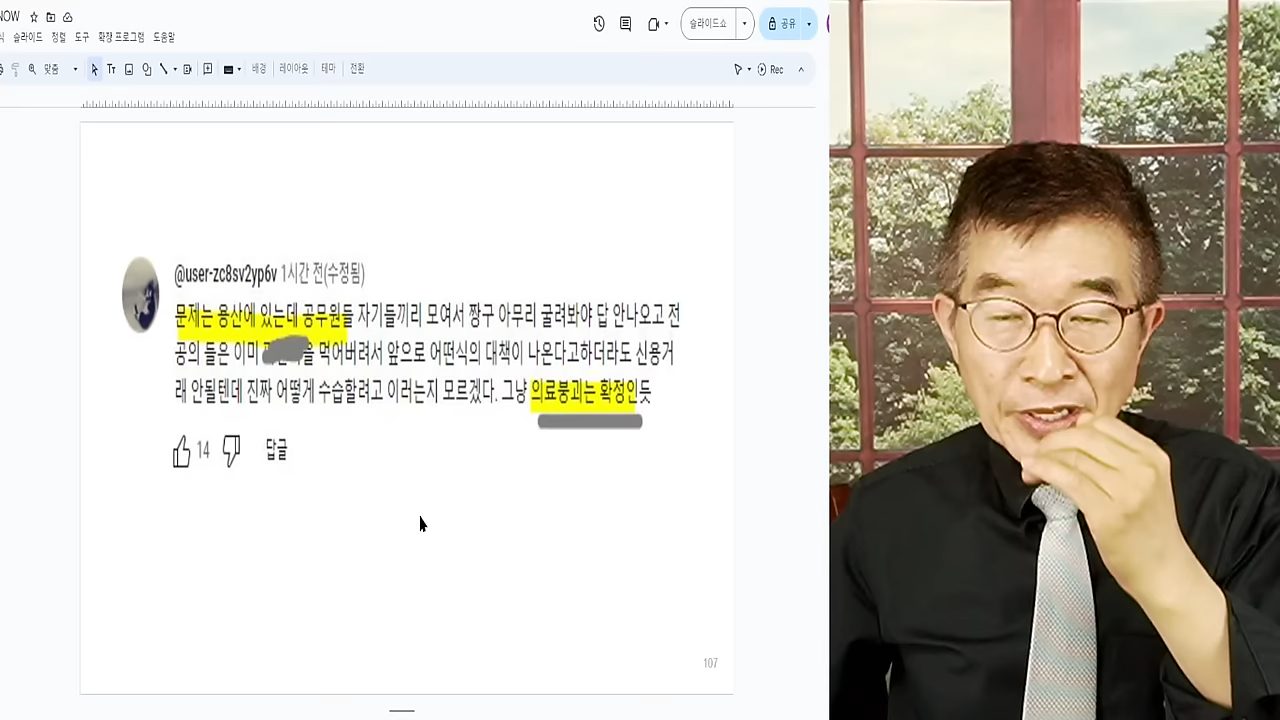 NOW
슬라이드 정렬 도구 확장 프로그램 도움말
슬라이드쇼
공유
맞춤
Tт
배경 레이아웃 테마 전환
Rec
@user-zc8sv2yp6v 1시간 전(수정됨)
문제는 용산에 있는데 공무원들 자기들끼리 모여서 짱구 아무리 굴려봐야 답 안나오고 전
공의 들은 이미 을 먹어버려서 앞으로 어떤식의 대책이 나온다고하더라도 신용거
래 안될텐데 진짜 어떻게 수습할려고 이러는지 모르겠다. 그냥 의료붕괴는 확정인듯
14 답글
107